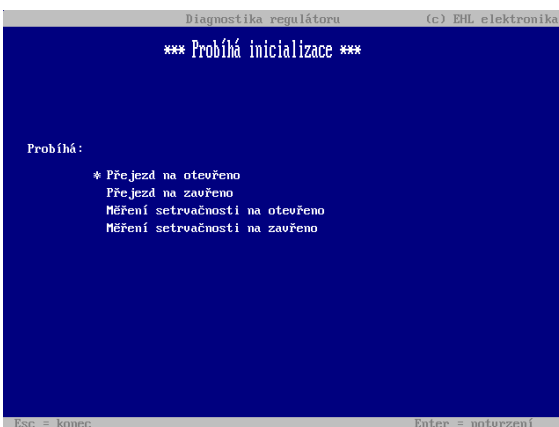 Diagnostika regulátoru (c) EHL elektronika
*** Probíhá inicializace ***
Probíhá:
* Přejezd na otevřeno
Přejezd na zavřeno
Měření setrvačnosti na otevřeno
Měření setrvačnosti na zavřeno
Esc = konec Enter = potvrzení